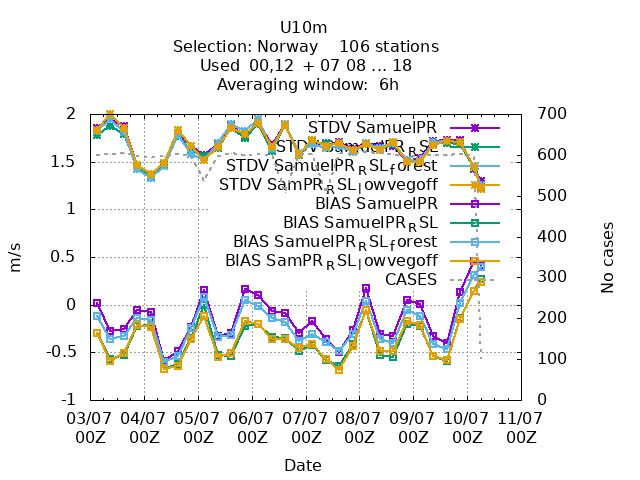 U10m
Selection: Norway 106 stations
Used 00,12 + 07 08 ... 18
Averaging window: 6h
STDV SamuelPR
STDV SamuelPR_RSL
STDV SamuelPR_RSL_forest
STDV SamPR_RSL_lowvegoff
BIAS SamuelPR
BIAS SamuelPR_RSL
BIAS SamuelPR_RSL_forest
BIAS SamPR_RSL_lowvegoff
CASES
2
1.5
1
0.5
0
-0.5
-1
m/s
700
600
500
400
300
200
100
0
No cases
03/07 04/07 05/07 06/07 07/07 08/07 09/07 10/07 11/07
00Z 00Z 00Z 00Z 00Z 00Z 00Z 00Z 00Z
Date